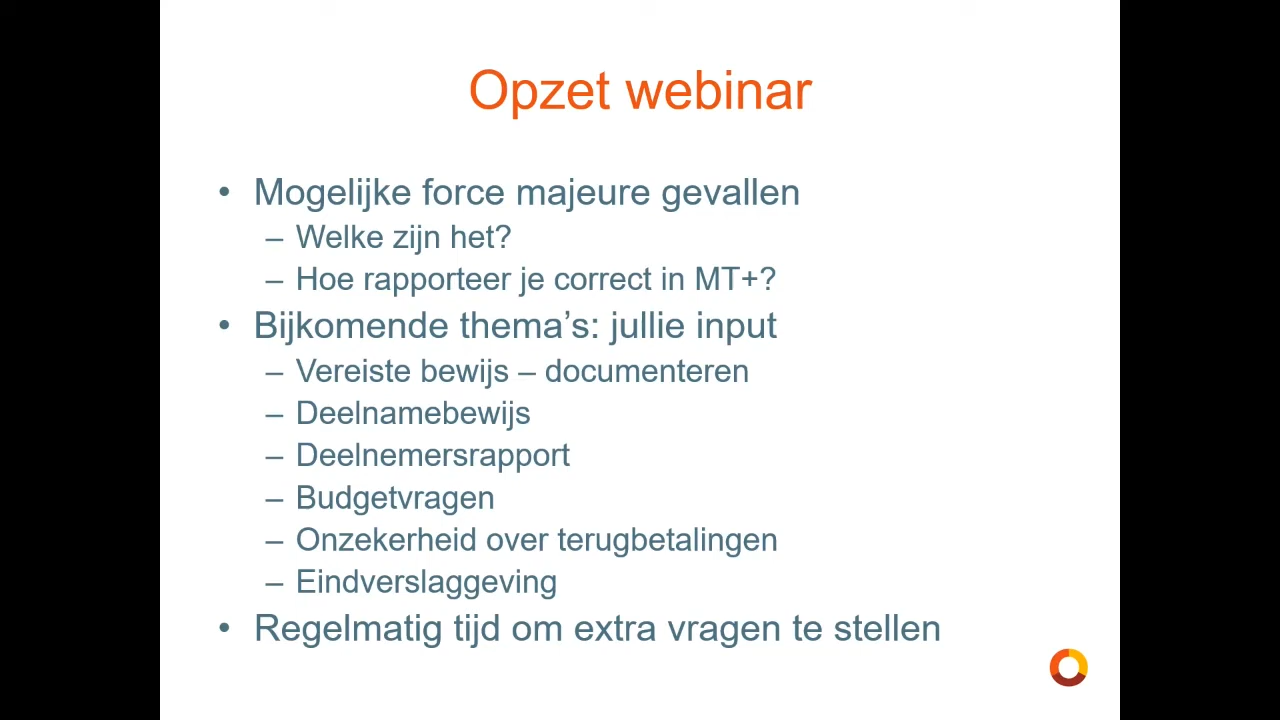 Opzet webinar
• Mogelijke force majeure gevallen
– Welke zijn het?
– Hoe rapporteer je correct in MT+?
• Bijkomende thema’s: jullie input
– Vereiste bewijs – documenteren
– Deelnamebewijs
– Deelnemersrapport
– Budgetvragen
– Onzekerheid over terugbetalingen
– Eindverslaggeving
• Regelmatig tijd om extra vragen te stellen